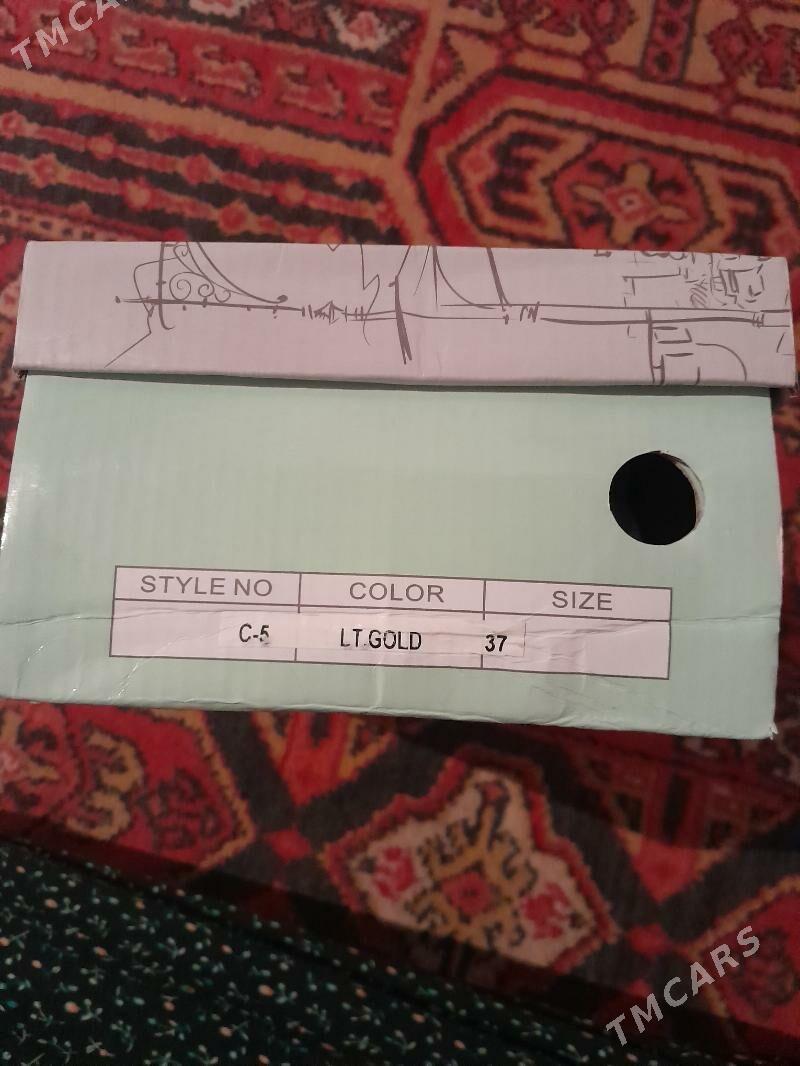 TMCARS
STYLE NO COLOR SIZE
C-5 LT.GOLD 37
TMCARS